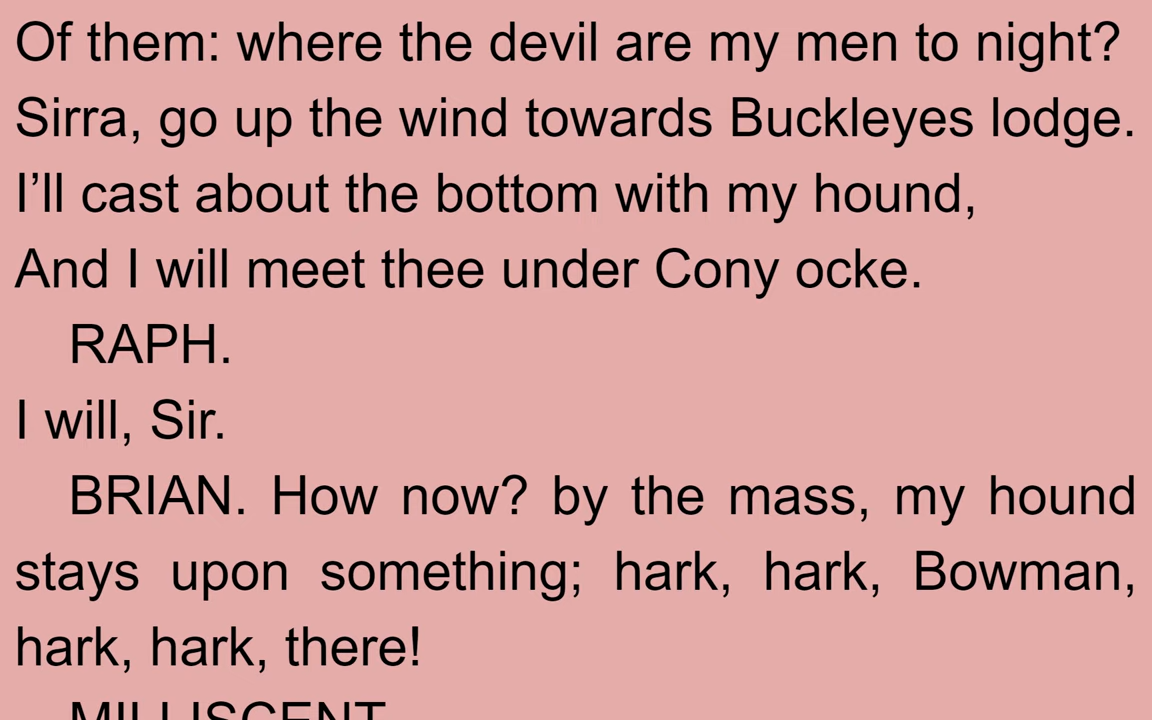 Of them: where the devil are my men to night?
Sirra, go up the wind towards Buckleyes lodge.
I’ll cast about the bottom with my hound,
And I will meet thee under Cony ocke.
RAPH.
I will, Sir.
BRIAN. How now? by the mass, my hound
stays upon something; hark, hark, Bowman,
hark, hark, there!
MILLISCENT.